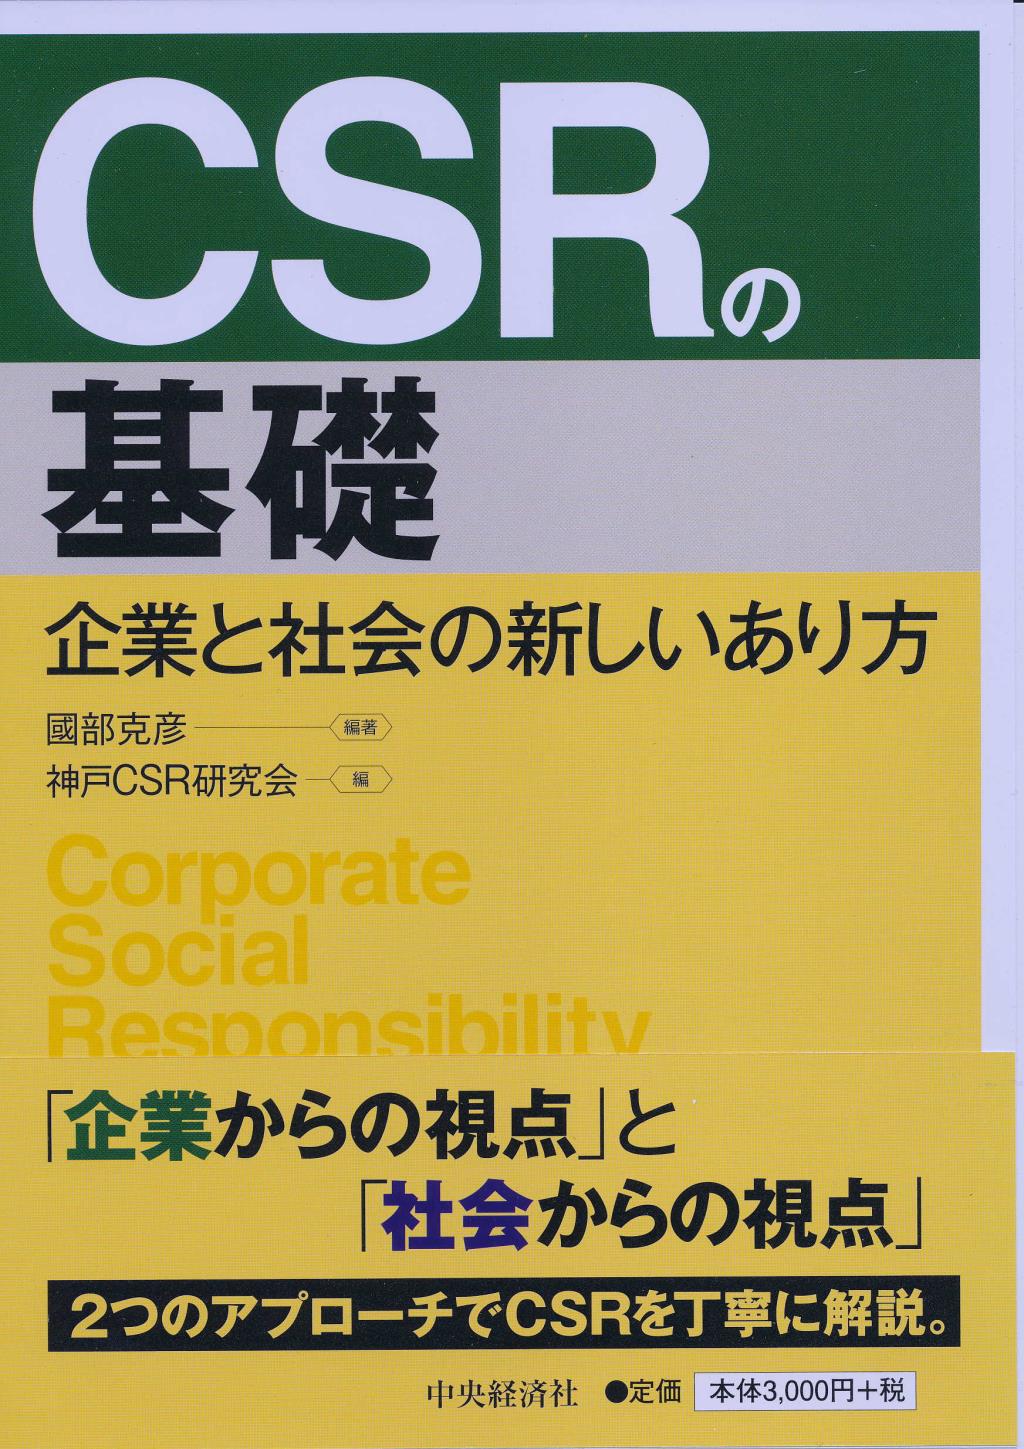 CSRの
基礎
企業と社会の新しいあり方
國部克彦 編著
神戸CSR研究会 編
Corporate
Social
Responsibility
「企業からの視点」と
「社会からの視点」
2つのアプローチでCSRを丁寧に解説。
中央経済社 ●定価 本体3,000円+税